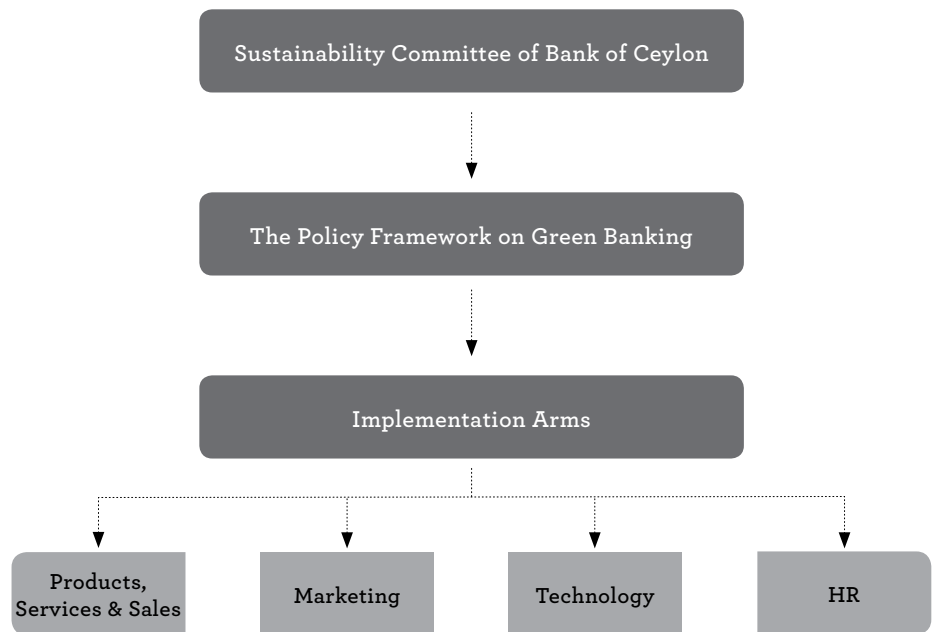 Sustainability Committee of Bank of Ceylon
The Policy Framework on Green Banking
Implementation Arms
Products,
Services & Sales
Marketing
Technology
HR